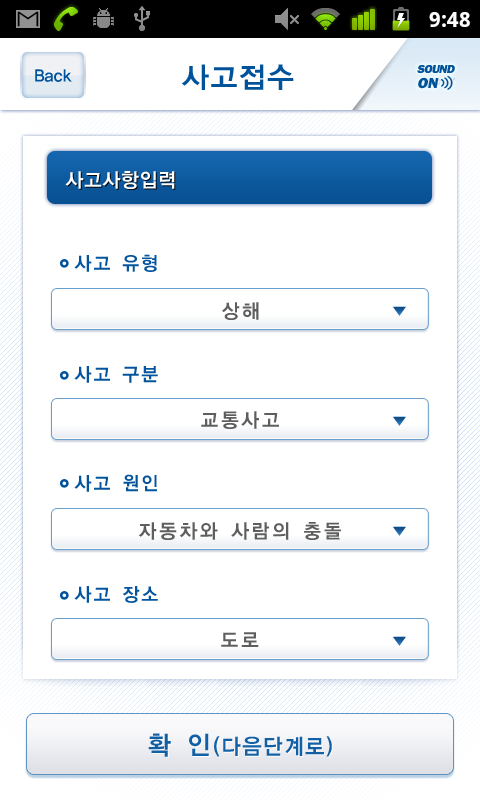 9:48
Back
사고접수
SOUND
ON
사고사항입력
사고 유형
상해
사고 구분
교통사고
사고 원인
자동차와 사람의 충돌
사고 장소
도로
확 인(다음단계로)